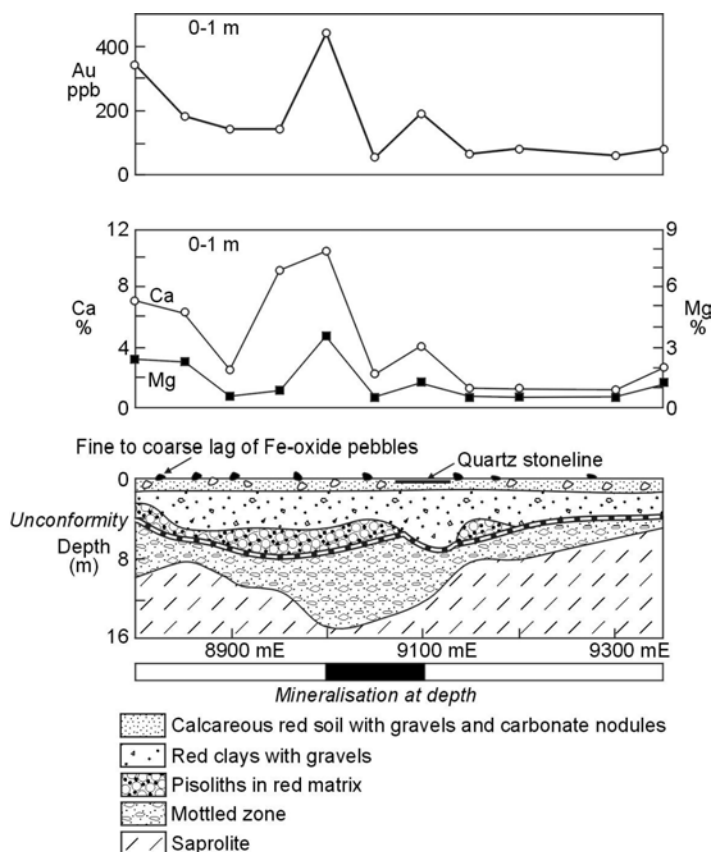 0-1 m
400
Au
ppb
200
0
12
0-1 m
9
8
Ca
6
Ca
%
Mg
%
4
3
Mg
0
0
Fine to coarse lag of Fe-oxide pebbles
Quartz stoneline
0
Unconformity
Depth
(m)
8
16
8900 mE
9100 mE
9300 mE
Mineralisation at depth
Calcareous red soil with gravels and carbonate nodules
Red clays with gravels
Pisoliths in red matrix
Mottled zone
Saprolite